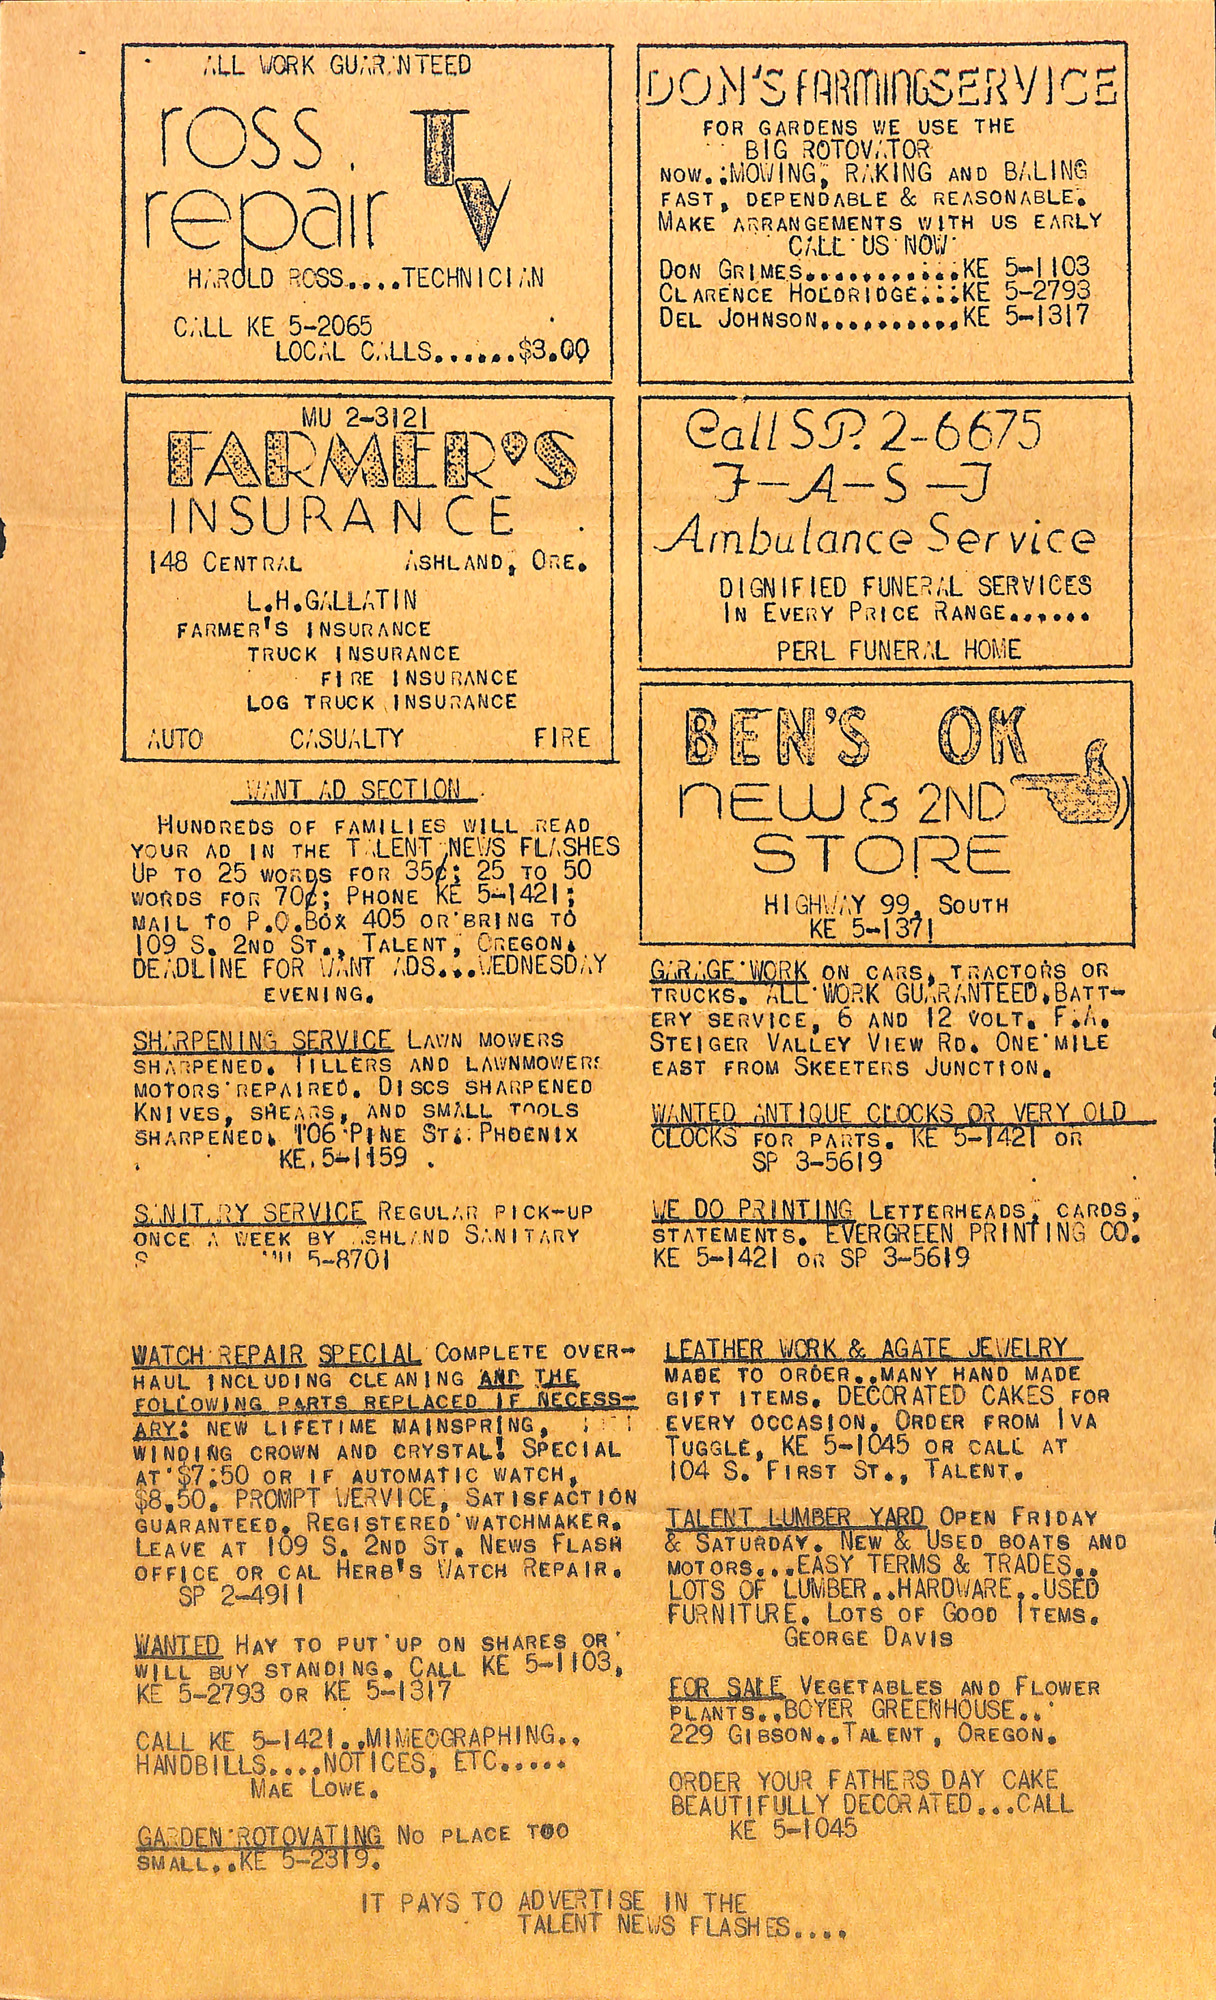 ALL WORK GUARANTEED
ross TV
repair
HAROLD ROSS.....TECHNICIAN
CALL KE 5-2065
LOCAL CALLS......$3.00
MU 2-3121
FARMER'S
INSURANCE
148 CENTRAL ASHLAND, ORE.
L.H.GALLATIN
FARMER'S INSURANCE
TRUCK INSURANCE
FIRE INSURANCE
LOG TRUCK INSURANCE
AUTO CASUALTY FIRE
WANT AD SECTION
HUNDREDS OF FAMILIES WILL READ
YOUR AD IN THE TALENT NEWS FLASHES
UP TO 25 WORDS FOR 35¢; 25 TO 50
WORDS FOR 70¢; PHONE KE 5-1421;
MAIL TO P.O.BOX 405 OR BRING TO
109 S. 2ND ST., TALENT, OREGON.
DEADLINE FOR WANT ADS...WEDNESDAY
EVENING.
SHARPENING SERVICE LAWN MOWERS
SHARPENED. TILLERS AND LAWNMOWERS
MOTORS REPAIRED. DISCS SHARPENED
KNIVES, SHEARS, AND SMALL TOOLS
SHARPENED. 106 PINE ST. PHOENIX
KE.5-1159
SANITARY SERVICE REGULAR PICK-UP
ONCE A WEEK BY ASHLAND SANITARY
5-8701
WATCH REPAIR SPECIAL COMPLETE OVER-
HAUL INCLUDING CLEANING AND THE
FOLLOWING PARTS REPLACED IF NECESS-
ARY: NEW LIFETIME MAINSPRING,
WINDING CROWN AND CRYSTAL! SPECIAL
AT $7.50 OR IF AUTOMATIC WATCH,
$8.50. PROMPT WERVICE, SATISFACTION
GUARANTEED. REGISTERED WATCHMAKER.
LEAVE AT 109 S. 2ND ST. NEWS FLASH
OFFICE OR CAL HERB'S WATCH REPAIR.
SP 2-4911
WANTED HAY TO PUT UP ON SHARES OR
WILL BUY STANDING. CALL KE 5-1103,
KE 5-2793 OR KE 5-1317
CALL KE 5-1421..MIMEOGRAPHING..
HANDBILLS....NOTICES, ETC.....
MAE LOWE.
GARDEN ROTOVATING NO PLACE TOO
SMALL..KE 5-2319.
DON'S FARMING SERVICE
FOR GARDENS WE USE THE
BIG ROTOVATOR
NOW..MOWING, RAKING AND BALING
FAST, DEPENDABLE & REASONABLE.
MAKE ARRANGEMENTS WITH US EARLY
CALL US NOW
DON GRIMES...........KE 5-1103
CLARENCE HOLDRIDGE...KE 5-2793
DEL JOHNSON..........KE 5-1317
Call SP. 2-6675
F-A-S-T
Ambulance Service
DIGNIFIED FUNERAL SERVICES
IN EVERY PRICE RANGE......
PERL FUNERAL HOME
BEN'S OK
NEW & 2ND
STORE
HIGHWAY 99, SOUTH
KE 5-1371
GARAGE WORK ON CARS, TRACTORS OR
TRUCKS. ALL WORK GUARANTEED.BATT-
ERY SERVICE, 6 AND 12 VOLT. F.A.
STEIGER VALLEY VIEW RD. ONE MILE
EAST FROM SKEETERS JUNCTION.
WANTED ANTIQUE CLOCKS OR VERY OLD
CLOCKS FOR PARTS. KE 5-1421 OR
SP 3-5619
WE DO PRINTING LETTERHEADS, CARDS,
STATEMENTS. EVERGREEN PRINTING CO.
KE 5-1421 OR SP 3-5619
LEATHER WORK & AGATE JEWELRY
MADE TO ORDER..MANY HAND MADE
GIFT ITEMS. DECORATED CAKES FOR
EVERY OCCASION. ORDER FROM IVA
TUGGLE, KE 5-1045 OR CALL AT
104 S. FIRST ST., TALENT.
TALENT LUMBER YARD OPEN FRIDAY
& SATURDAY. NEW & USED BOATS AND
MOTORS...EASY TERMS & TRADES..
LOTS OF LUMBER..HARDWARE..USED
FURNITURE. LOTS OF GOOD ITEMS.
GEORGE DAVIS
FOR SALE VEGETABLES AND FLOWER
PLANTS..BOYER GREENHOUSE..
229 GIBSON..TALENT, OREGON.
ORDER YOUR FATHERS DAY CAKE
BEAUTIFULLY DECORATED...CALL
KE 5-1045
IT PAYS TO ADVERTISE IN THE
TALENT NEWS FLASHES....